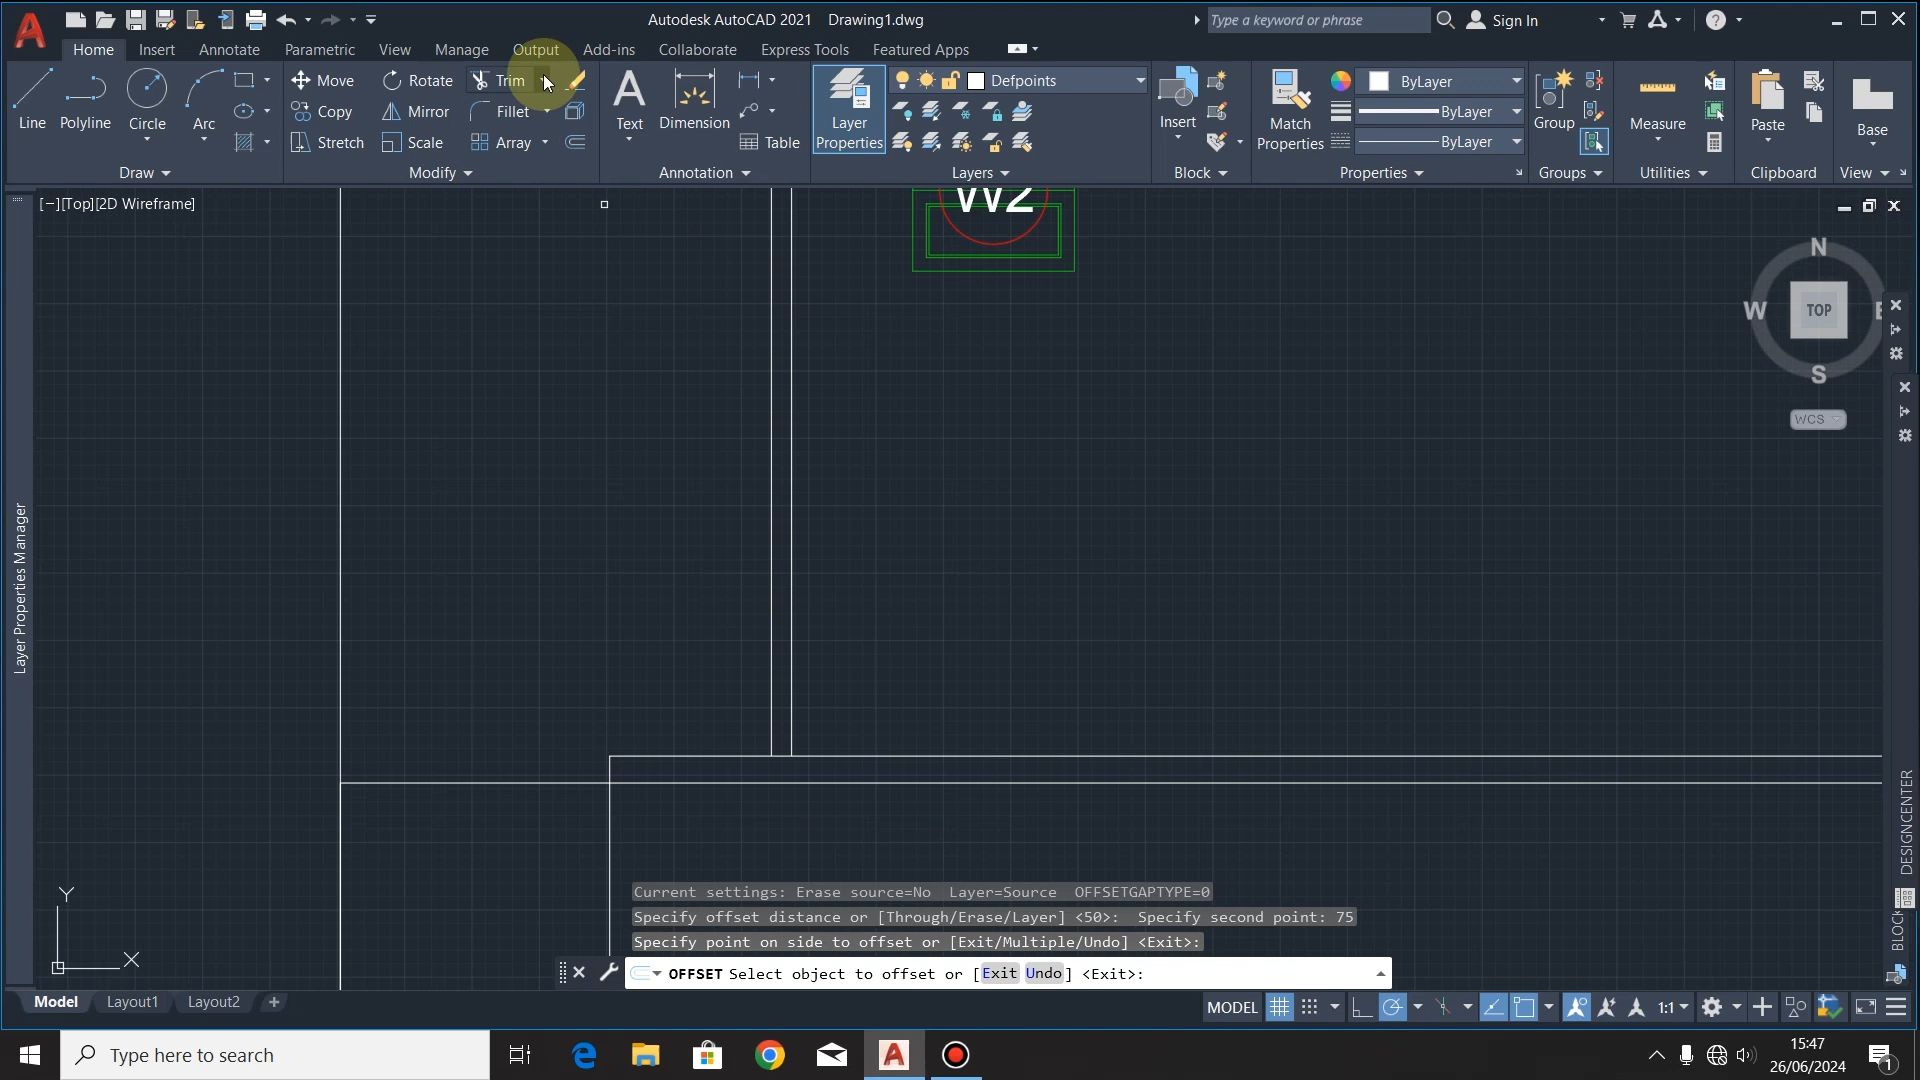 Autodesk AutoCAD 2021 Drawing1.dwg
Type a keyword or phrase
Sign In
Home Insert Annotate Parametric View Manage Output Add-ins Collaborate Express Tools Featured Apps
Line Polyline Circle Arc
Draw
Move Rotate Trim
Copy Mirror Fillet
Stretch Scale Array
Modify
Text Dimension Table
Annotation
Layer Properties
Defpoints
Layers
Insert
Block
Match Properties
ByLayer
ByLayer
ByLayer
Properties
Group
Groups
Measure
Utilities
Paste
Clipboard
Base
View
[−][Top][2D Wireframe]
W2
N
W TOP E
S
WCS
Layer Properties Manager
DESIGNCENTER
Y
X
Current settings: Erase source=No Layer=Source OFFSETGAPTYPE=0
Specify offset distance or [Through/Erase/Layer] <50>: Specify second point: 75
Specify point on side to offset or [Exit/Multiple/Undo] <Exit>:
OFFSET Select object to offset or [Exit Undo] <Exit>:
Model Layout1 Layout2 +
MODEL 1:1
Type here to search
15:47
26/06/2024
1